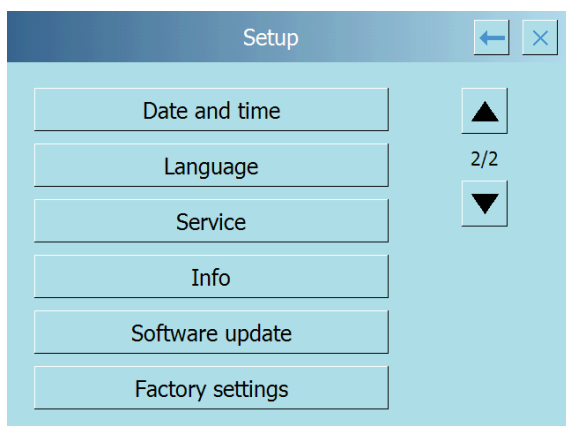 Setup
Date and time
Language
2/2
Service
Info
Software update
Factory settings